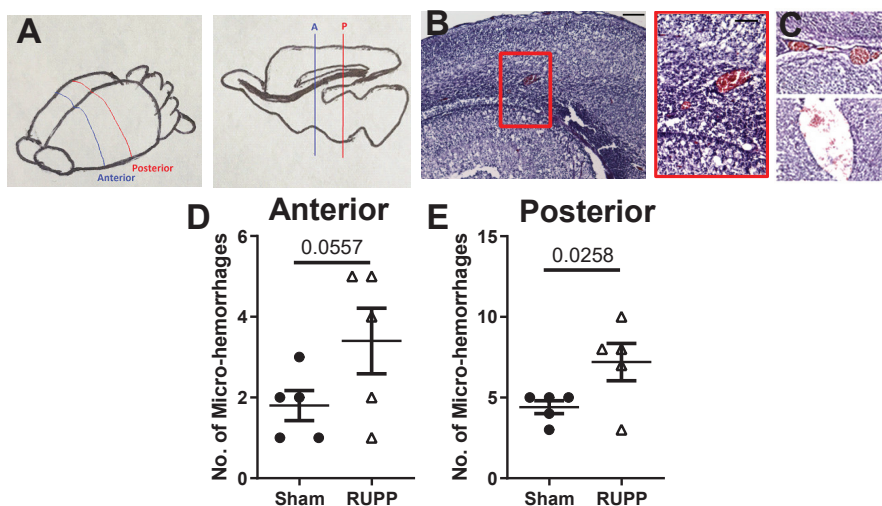 A
Posterior
Anterior
A
P
B
C
D
Anterior
No. of Micro-hemorrhages
6
4
2
0
0.0557
Sham
RUPP
E
Posterior
No. of Micro-hemorrhages
15
10
5
0
0.0258
Sham
RUPP